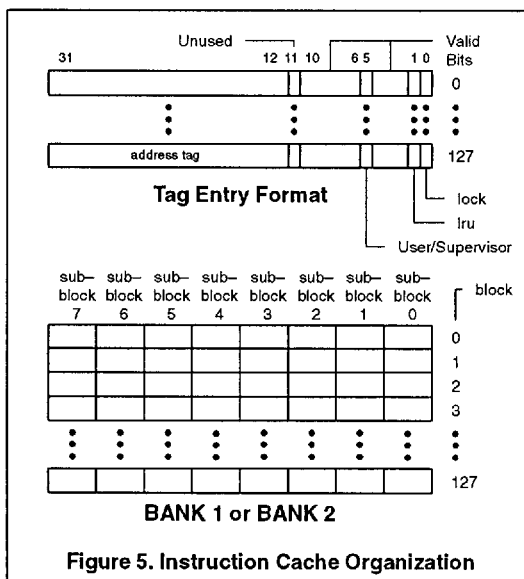 Unused
Valid Bits
31 12 11 10 6 5 1 0
0
address tag
127
Tag Entry Format
lock
lru
User/Supervisor
sub– sub– sub– sub– sub– sub– sub– sub–
block block block block block block block block
block
7 6 5 4 3 2 1 0
0
1
2
3
127
BANK 1 or BANK 2
Figure 5. Instruction Cache Organization